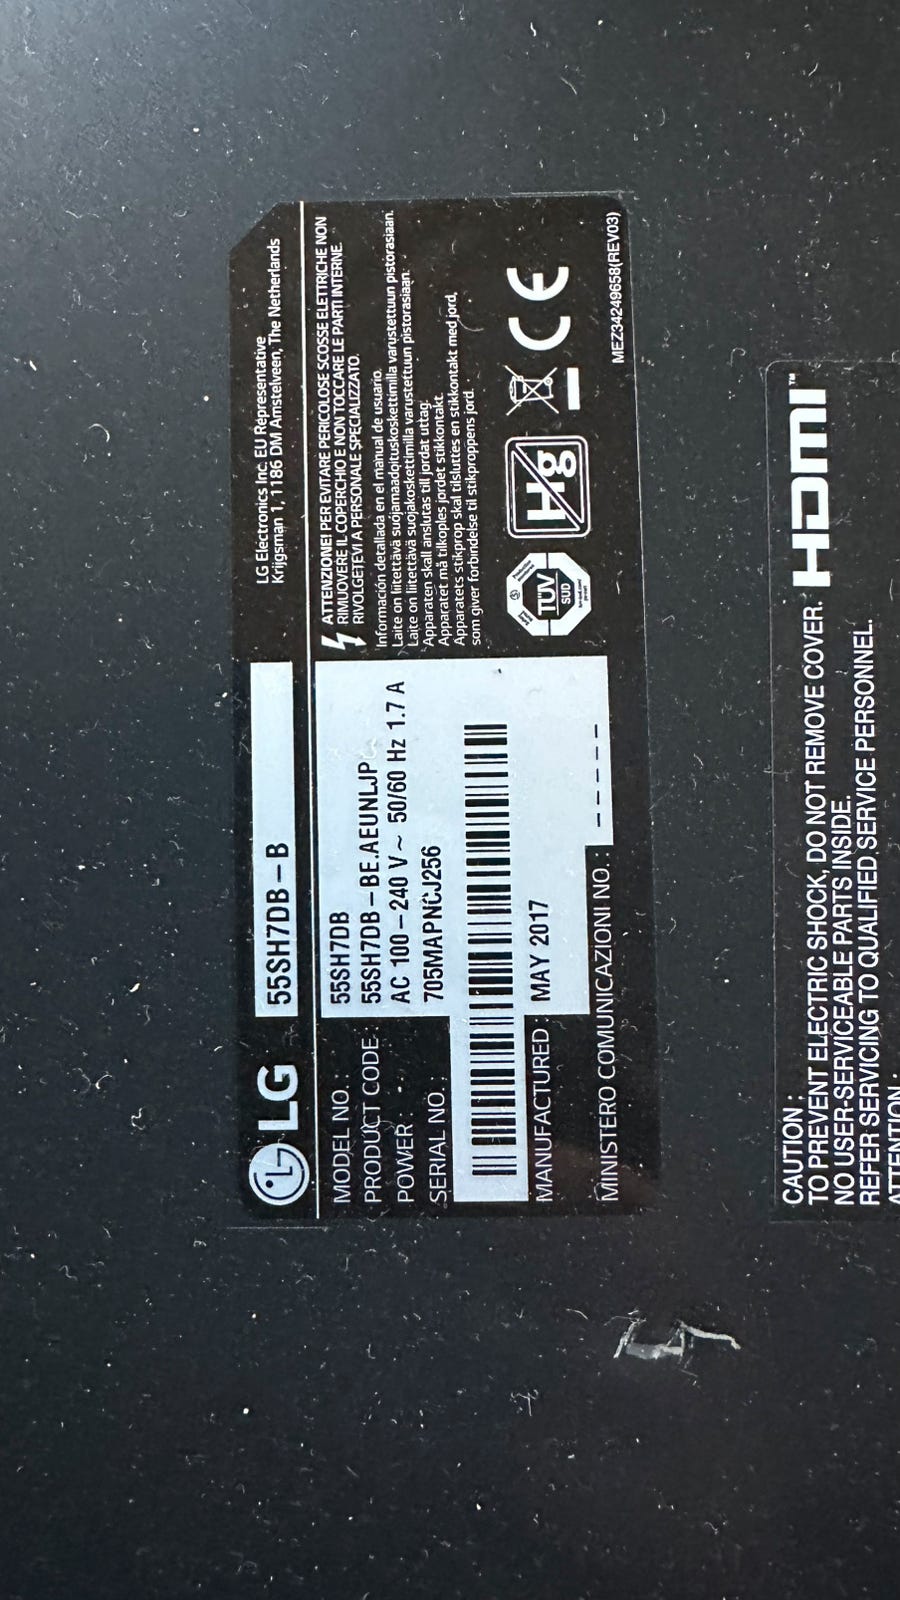 LG 55SH7DB-B
LG Electronics Inc. EU Representative
Krijgsman 1, 1186 DM Amstelveen, The Netherlands
MODEL NO. : 55SH7DB
PRODUCT CODE : 55SH7DB-BE.AEUNLJP
POWER : AC 100-240 V ~ 50/60 Hz 1.7 A
SERIAL NO. : 705MAPNCJ256
MANUFACTURED : MAY 2017
MINISTERO COMUNICAZIONI NO. : -----
ATTENZIONE! PER EVITARE PERICOLOSE SCOSSE ELETTRICHE NON
RIMUOVERE IL COPERCHIO E NON TOCCARE LE PARTI INTERNE.
RIVOLGETEVI A PERSONALE SPECIALIZZATO.
Información detallada en el manual de usuario.
Laite on liitettävä suojamaadoituskoskettimilla varustettuun pistorasiaan.
Laite on liitettävä suojakoskettimilla varustettuun pistorasiaan.
Apparaten skall anslutas till jordat uttag.
Apparatet må tilkoples jordet stikkontakt.
Apparatets stikprop skal tilsluttes en stikkontakt med jord,
som giver forbindelse til stikproppens jord.
TÜV
SÜD
Hg
CE
MEZ34249658(REV03)
CAUTION :
TO PREVENT ELECTRIC SHOCK, DO NOT REMOVE COVER.
NO USER-SERVICEABLE PARTS INSIDE.
REFER SERVICING TO QUALIFIED SERVICE PERSONNEL.
ATTENTION :
HDMI™